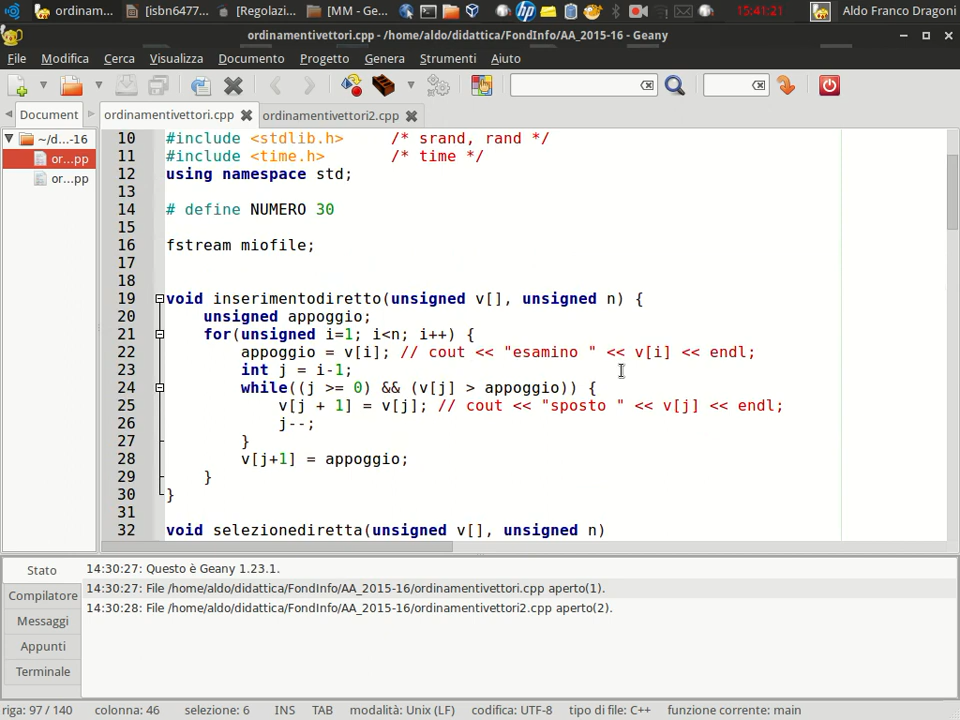 ordinam...
[isbn6477...
[Regolazi...
[MM - Ge...
15:41:21
Aldo Franco Dragoni
ordinamentivettori.cpp - /home/aldo/didattica/FondInfo/AA_2015-16 - Geany
File Modifica Cerca Visualizza Documento Progetto Genera Strumenti Aiuto
Document
ordinamentivettori.cpp
ordinamentivettori2.cpp
~/d...-16
or...pp
or...pp
10 #include <stdlib.h> /* srand, rand */
11 #include <time.h> /* time */
12 using namespace std;
13
14 # define NUMERO 30
15
16 fstream miofile;
17
18
19 void inserimentodiretto(unsigned v[], unsigned n) {
20 unsigned appoggio;
21 for(unsigned i=1; i<n; i++) {
22 appoggio = v[i]; // cout << "esamino " << v[i] << endl;
23 int j = i-1;
24 while((j >= 0) && (v[j] > appoggio)) {
25 v[j + 1] = v[j]; // cout << "sposto " << v[j] << endl;
26 j--;
27 }
28 v[j+1] = appoggio;
29 }
30 }
31
32 void selezionediretta(unsigned v[], unsigned n)
Stato
Compilatore
Messaggi
Appunti
Terminale
14:30:27: Questo è Geany 1.23.1.
14:30:27: File /home/aldo/didattica/FondInfo/AA_2015-16/ordinamentivettori.cpp aperto(1).
14:30:28: File /home/aldo/didattica/FondInfo/AA_2015-16/ordinamentivettori2.cpp aperto(2).
riga: 97 / 140 colonna: 46 selezione: 6 INS TAB modalità: Unix (LF) codifica: UTF-8 tipo di file: C++ funzione corrente: main